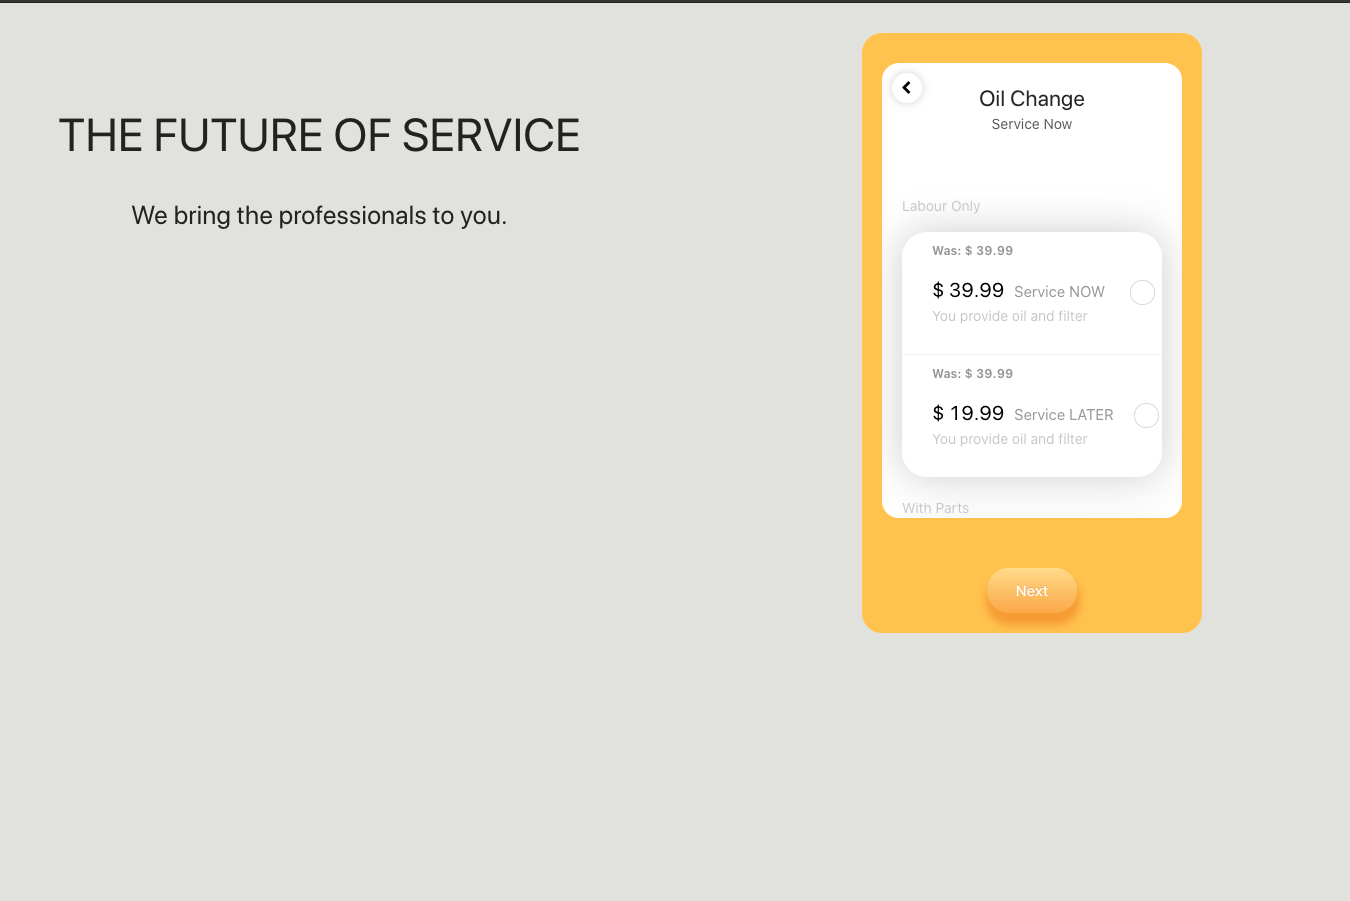 THE FUTURE OF SERVICE
We bring the professionals to you.
Oil Change
Service Now
Labour Only
Was: $ 39.99
$ 39.99 Service NOW
You provide oil and filter
Was: $ 39.99
$ 19.99 Service LATER
You provide oil and filter
With Parts
Next